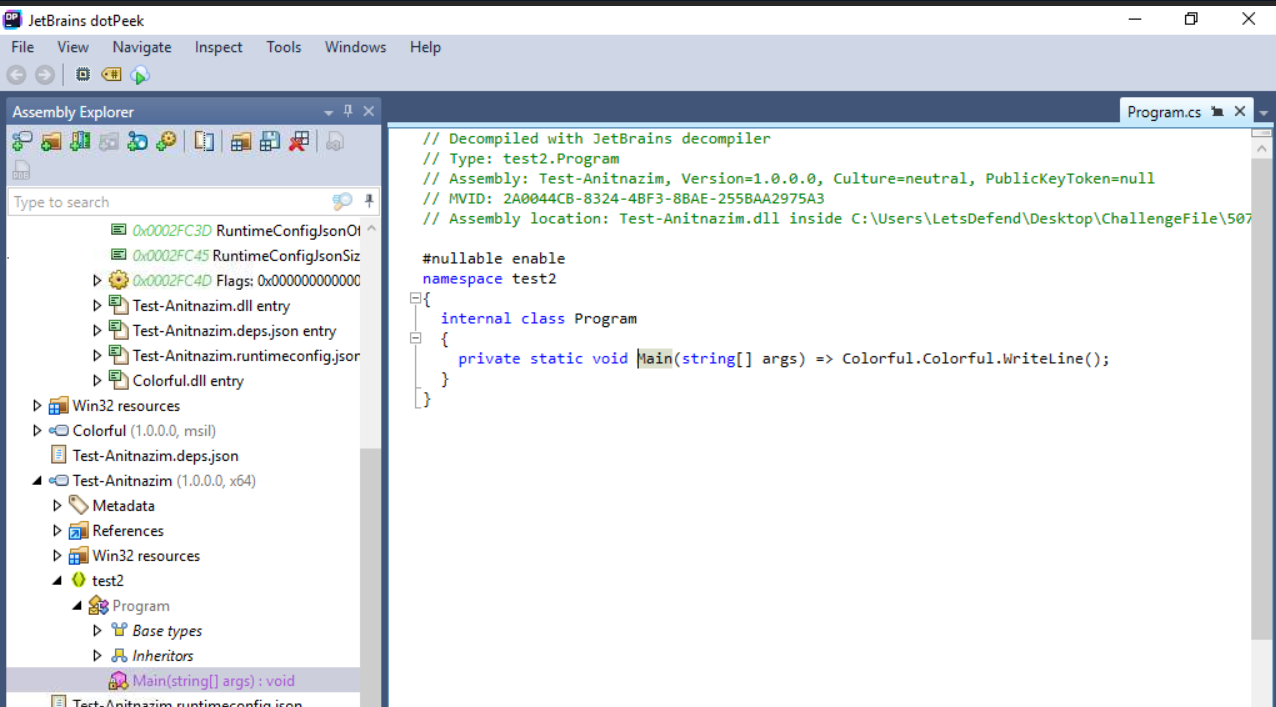 JetBrains dotPeek
File View Navigate Inspect Tools Windows Help
Assembly Explorer
Program.cs
Type to search
0x0002FC3D RuntimeConfigJsonOf
0x0002FC45 RuntimeConfigJsonSiz
0x0002FC4D Flags: 0x000000000000
Test-Anitnazim.dll entry
Test-Anitnazim.deps.json entry
Test-Anitnazim.runtimeconfig.json
Colorful.dll entry
Win32 resources
Colorful (1.0.0.0, msil)
Test-Anitnazim.deps.json
Test-Anitnazim (1.0.0.0, x64)
Metadata
References
Win32 resources
test2
Program
Base types
Inheritors
Main(string[] args) : void
Test-Anitnazim.runtimeconfig.json
// Decompiled with JetBrains decompiler
// Type: test2.Program
// Assembly: Test-Anitnazim, Version=1.0.0.0, Culture=neutral, PublicKeyToken=null
// MVID: 2A0044CB-8324-4BF3-8BAE-255BAA2975A3
// Assembly location: Test-Anitnazim.dll inside C:\Users\LetsDefend\Desktop\ChallengeFile\507
#nullable enable
namespace test2
{
internal class Program
{
private static void Main(string[] args) => Colorful.Colorful.WriteLine();
}
}